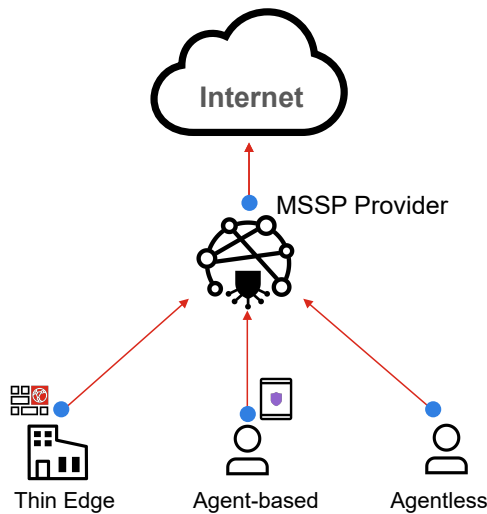 Internet
MSSP Provider
Thin Edge
Agent-based
Agentless